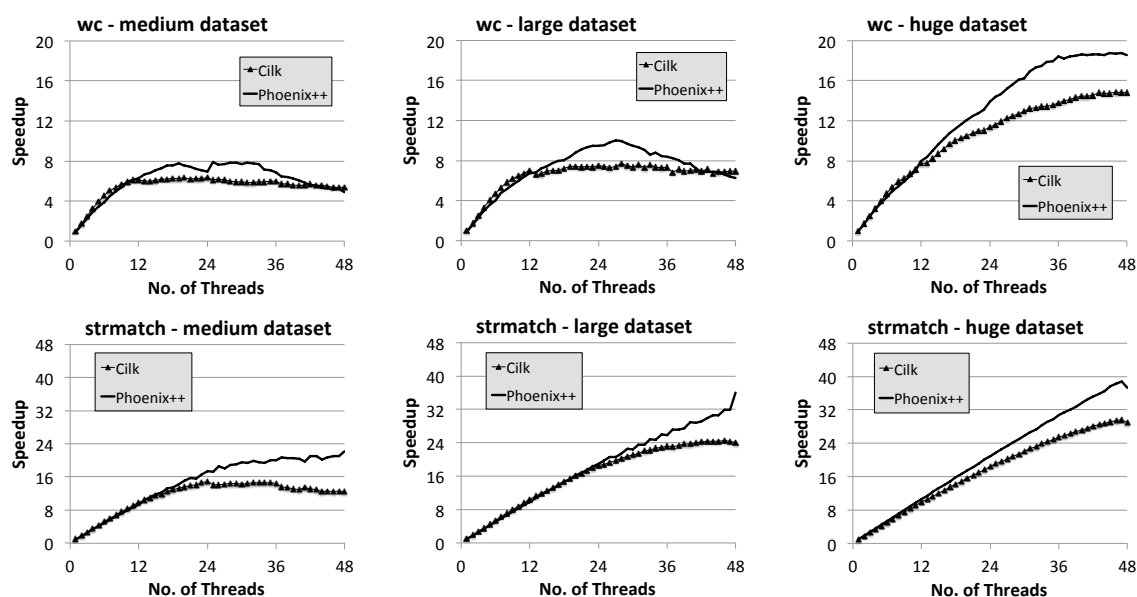 wc - medium dataset
20
16
12
8
4
0
Speedup
Cilk
Phoenix++
0 12 24 36 48
No. of Threads
wc - large dataset
20
16
12
8
4
0
Speedup
Cilk
Phoenix++
0 12 24 36 48
No. of Threads
wc - huge dataset
20
16
12
8
4
0
Speedup
Cilk
Phoenix++
0 12 24 36 48
No. of Threads
strmatch - medium dataset
48
40
32
24
16
8
0
Speedup
Cilk
Phoenix++
0 12 24 36 48
No. of Threads
strmatch - large dataset
48
40
32
24
16
8
0
Speedup
Cilk
Phoenix++
0 12 24 36 48
No. of Threads
strmatch - huge dataset
48
40
32
24
16
8
0
Speedup
Cilk
Phoenix++
0 12 24 36 48
No. of Threads